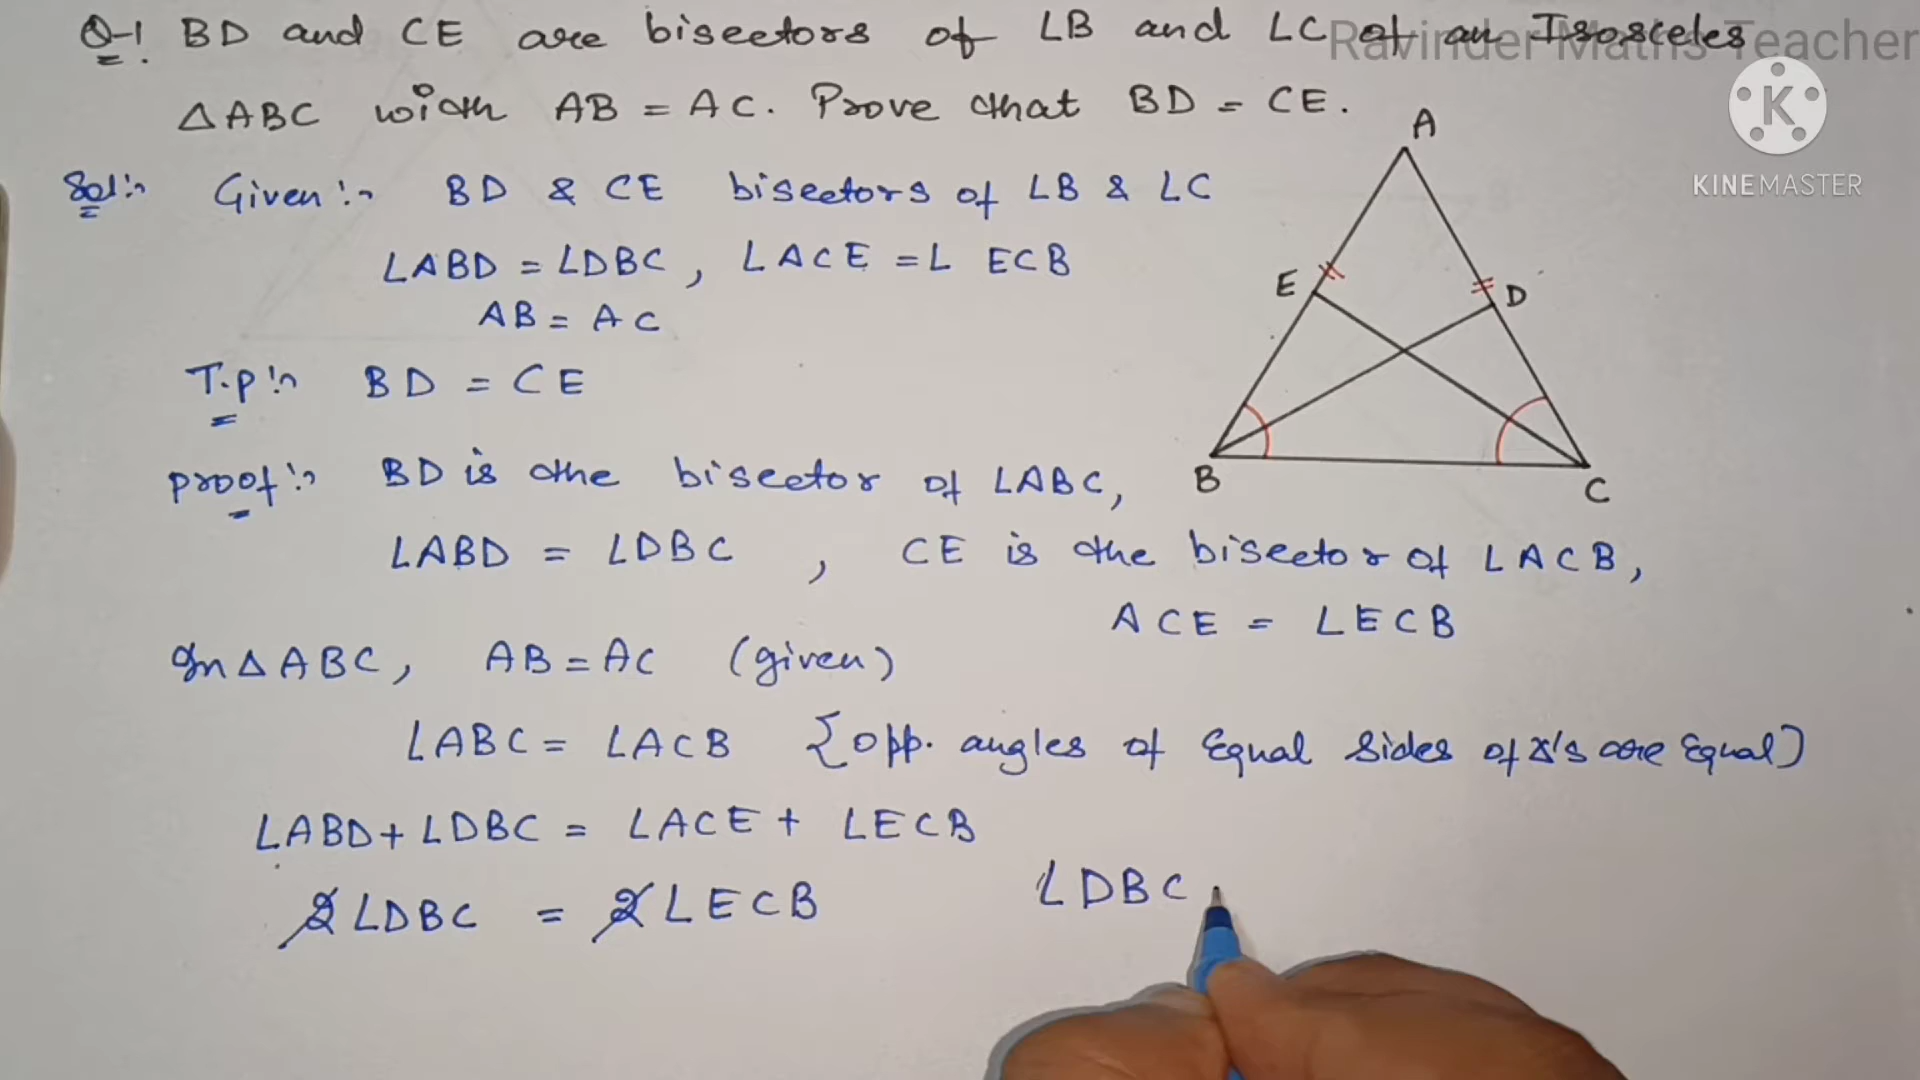 Q-1. BD and CE are bisectors of ∠B and ∠C of an Isosceles
△ABC with AB = AC. Prove that BD = CE.
Ravinder Maths Teacher
K
KINEMASTER
Sol:- Given:- BD & CE bisectors of ∠B & ∠C
∠ABD = ∠DBC, ∠ACE = ∠ECB
AB = AC
T.P:- BD = CE
A
E
D
B
C
Proof:- BD is the bisector of ∠ABC,
∠ABD = ∠DBC, CE is the bisector of ∠ACB,
ACE = ∠ECB
In △ABC, AB = AC (given)
∠ABC = ∠ACB {opp. angles of Equal Sides of are Equal)
∠ABD + ∠DBC = ∠ACE + ∠ECB
2∠DBC = 2∠ECB ∠DBC